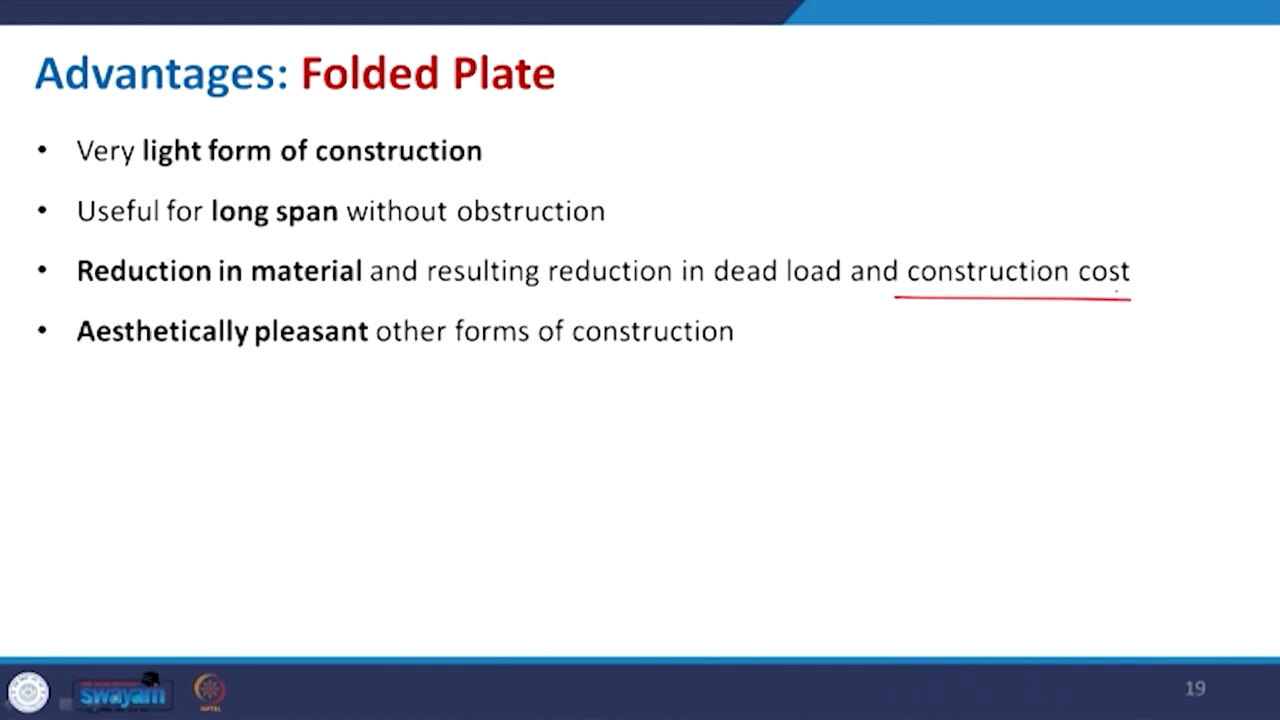 Advantages: Folded Plate
• Very light form of construction
• Useful for long span without obstruction
• Reduction in material and resulting reduction in dead load and construction cost
• Aesthetically pleasant other forms of construction
swayam
19